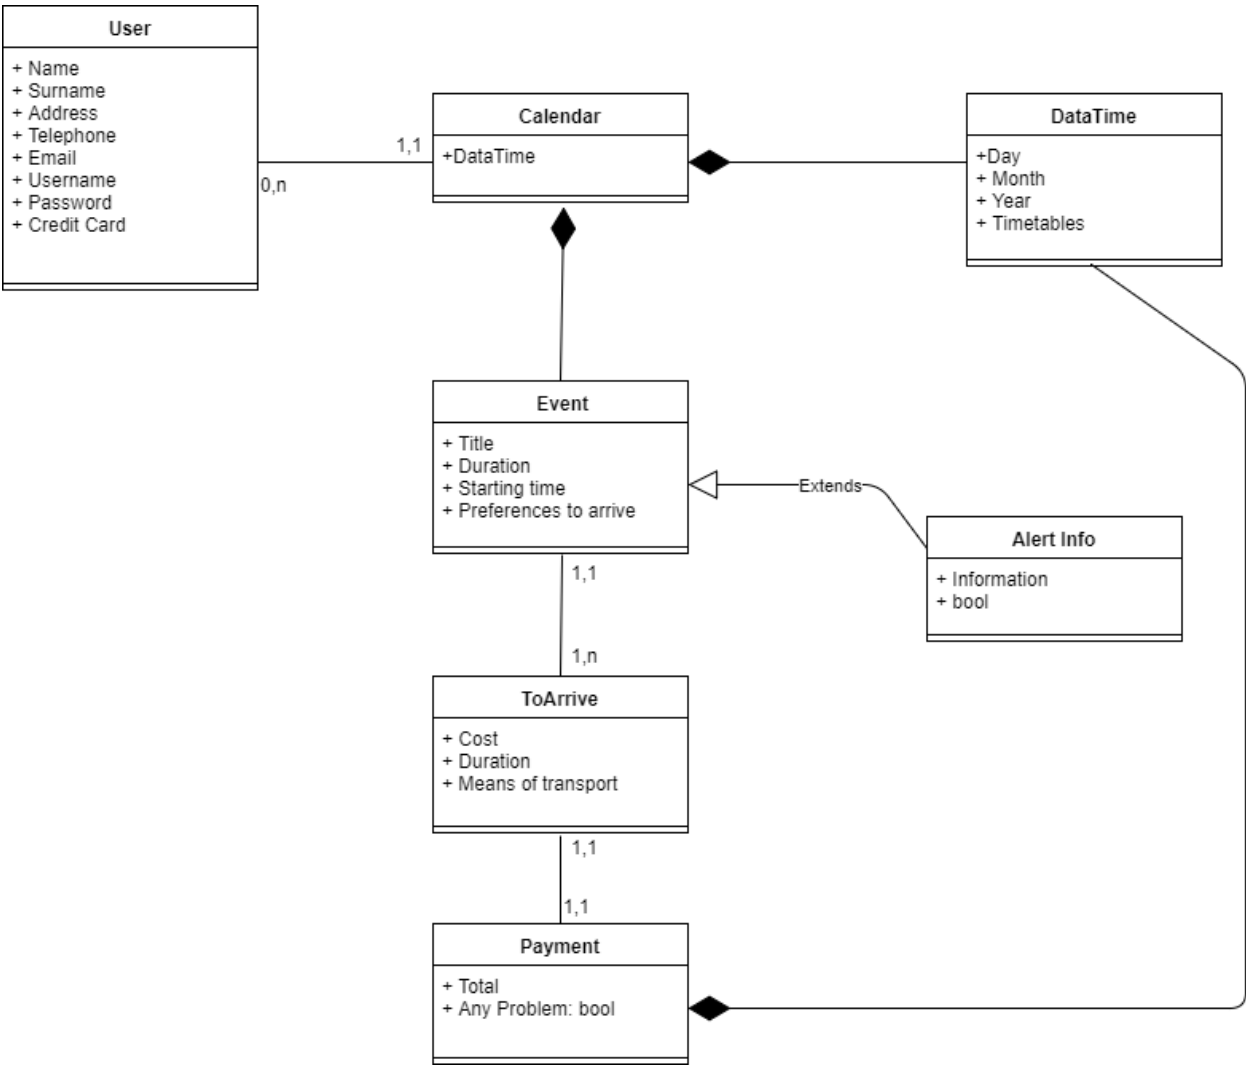 User
+ Name
+ Surname
+ Address
+ Telephone
+ Email
+ Username
+ Password
+ Credit Card
0,n
1,1
Calendar
+DataTime
DataTime
+Day
+ Month
+ Year
+ Timetables
Event
+ Title
+ Duration
+ Starting time
+ Preferences to arrive
Extends
Alert Info
+ Information
+ bool
1,1
1,n
ToArrive
+ Cost
+ Duration
+ Means of transport
1,1
1,1
Payment
+ Total
+ Any Problem: bool